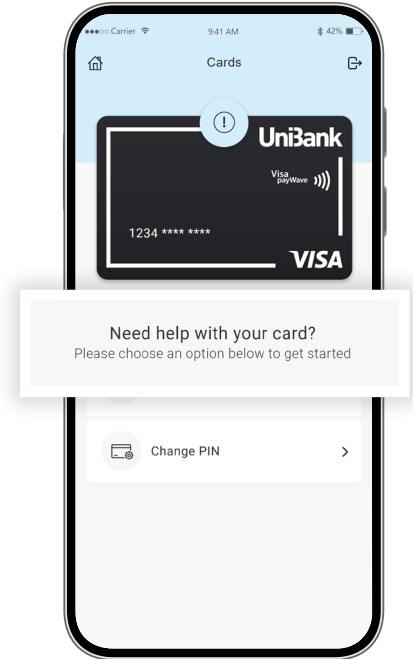 Carrier 9:41 AM 42%
Cards
UniBank
Visa
payWave
1234 **** ****
VISA
Need help with your card?
Please choose an option below to get started
Change PIN